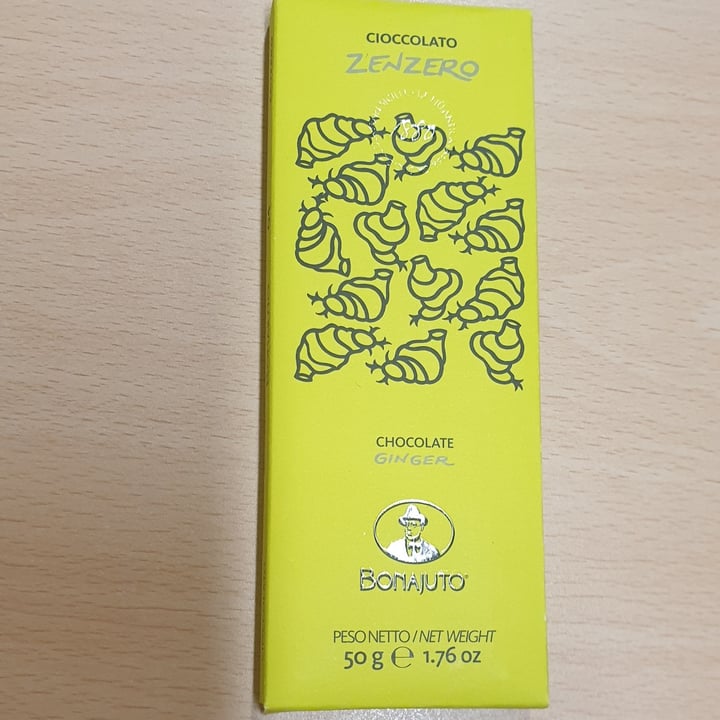 CIOCCOLATO
ZENZERO
CHOCOLATE
GINGER
BONAJUTO
PESO NETTO / NET WEIGHT
50 g ℮ 1.76 oz